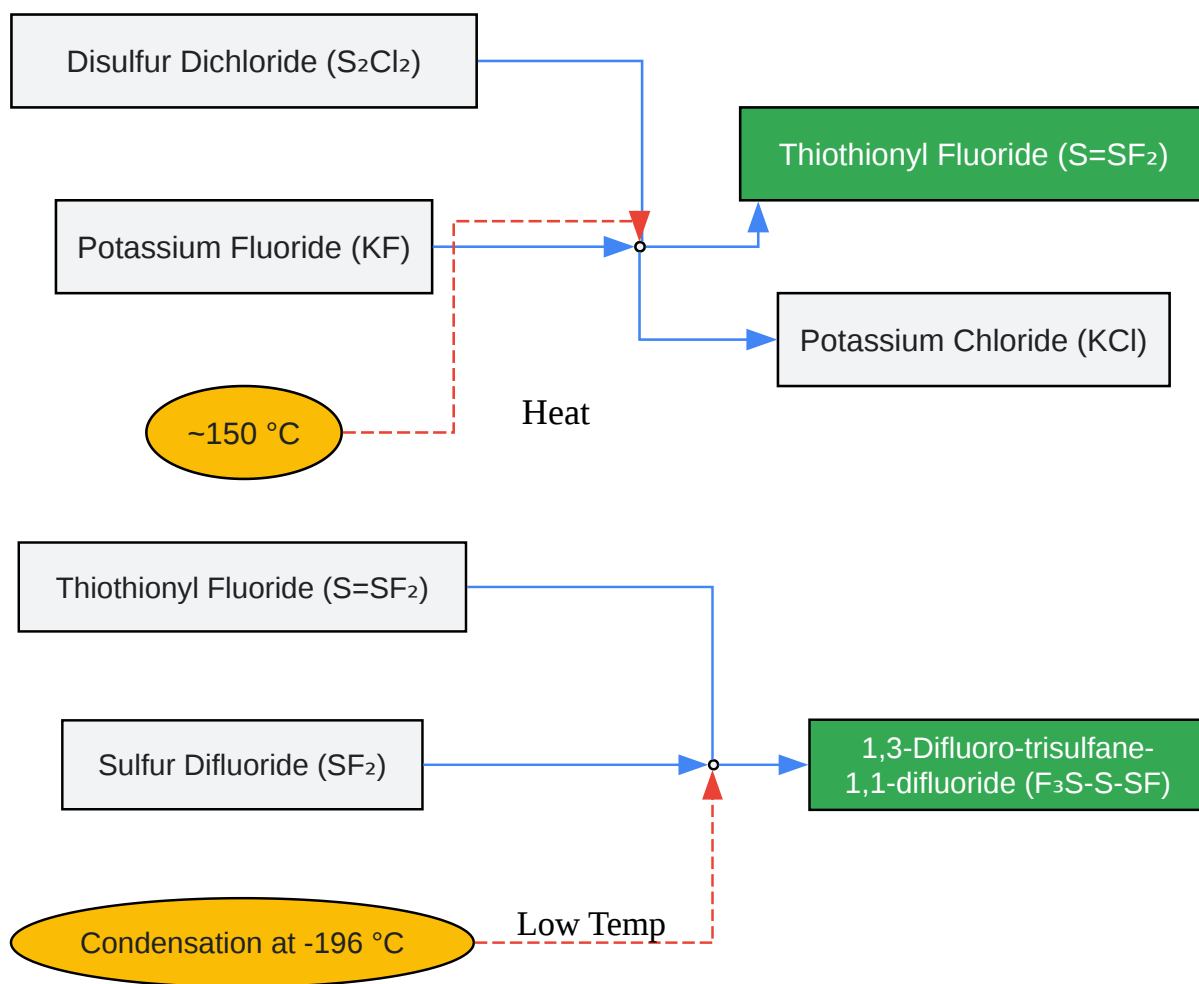 Disulfur Dichloride (S₂Cl₂)
Thiothionyl Fluoride (S=SF₂)
Potassium Fluoride (KF)
Potassium Chloride (KCl)
Heat
~150 °C
Thiothionyl Fluoride (S=SF₂)
Sulfur Difluoride (SF₂)
1,3-Difluoro-trisulfane-
1,1-difluoride (F₃S-S-SF)
Low Temp
Condensation at -196 °C